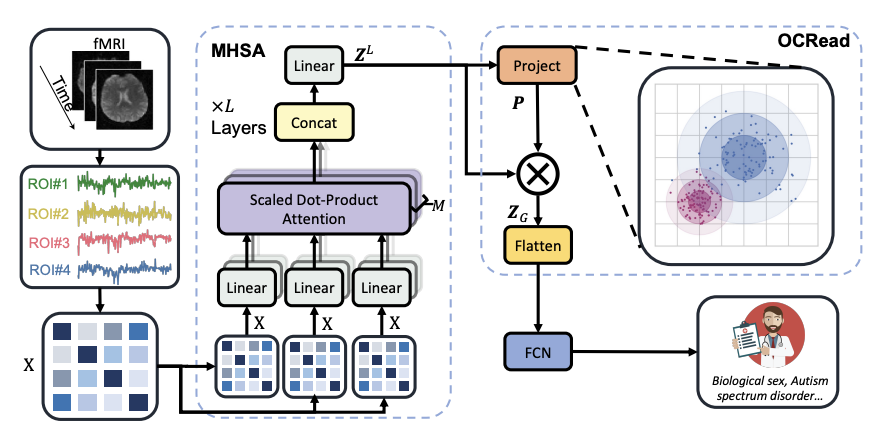 fMRI
Time
ROI#1
ROI#2
ROI#3
ROI#4
X
MHSA
Linear
Z^L
×L
Layers
Concat
Scaled Dot-Product
Attention
M
Linear
Linear
Linear
X
X
X
OCRead
Project
P
Z_G
Flatten
FCN
Biological sex, Autism
spectrum disorder...